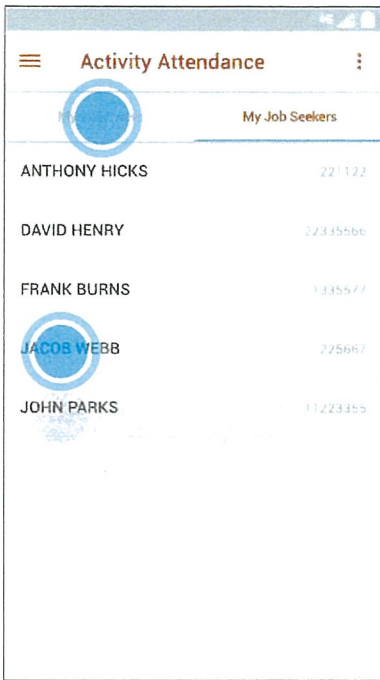 Activity Attendance
My Job Seekers
ANTHONY HICKS 221122
DAVID HENRY 22335566
FRANK BURNS 1335577
JACOB WEBB 225667
JOHN PARKS 11223355